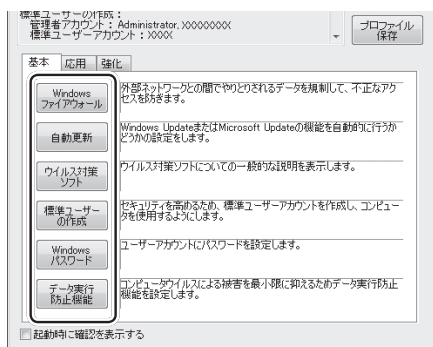 標準ユーザーの作成：
管理者アカウント： Administrator, XXXXXXXX
標準ユーザーアカウント： XXXX
プロファイル
保存
基本 応用 強化
Windows
ファイアウォール
外部ネットワークとの間でやりとりされるデータを規制して、不正なアク
セスを防ぎます。
自動更新
Windows UpdateまたはMicrosoft Updateの機能を自動的に行うか
どうかの設定をします。
ウイルス対策
ソフト
ウイルス対策ソフトについての一般的な説明を表示します。
標準ユーザー
の作成
セキュリティを高めるため、標準ユーザーアカウントを作成し、コンピュー
タを使用するようにします。
Windows
パスワード
ユーザーアカウントにパスワードを設定します。
データ実行
防止機能
コンピュータウイルスによる被害を最小限に抑えるためデータ実行防止
機能を設定します。
起動時に確認を表示する